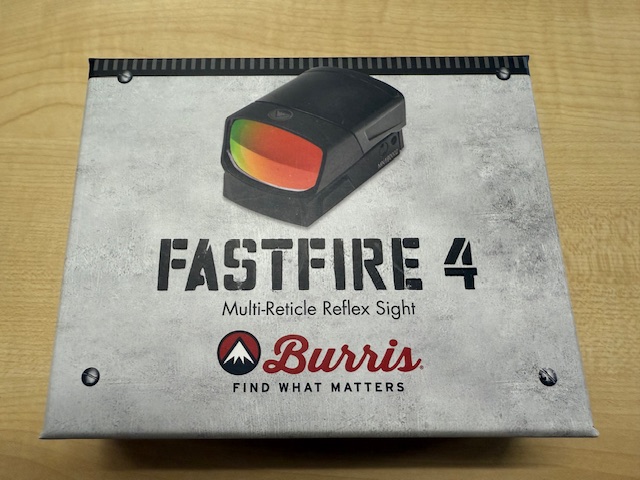 FASTFIRE 4
Multi-Reticle Reflex Sight
Burris
FIND WHAT MATTERS